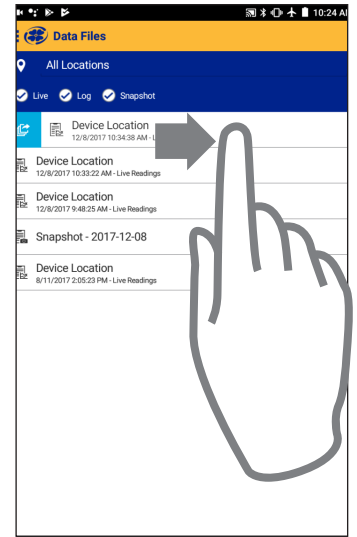 10:24 AM
Data Files
All Locations
Live Log Snapshot
Device Location
12/8/2017 10:34:38 AM - L
Device Location
12/8/2017 10:33:22 AM - Live Readings
Device Location
12/8/2017 9:48:25 AM - Live Readings
Snapshot - 2017-12-08
Device Location
8/11/2017 2:05:23 PM - Live Readings